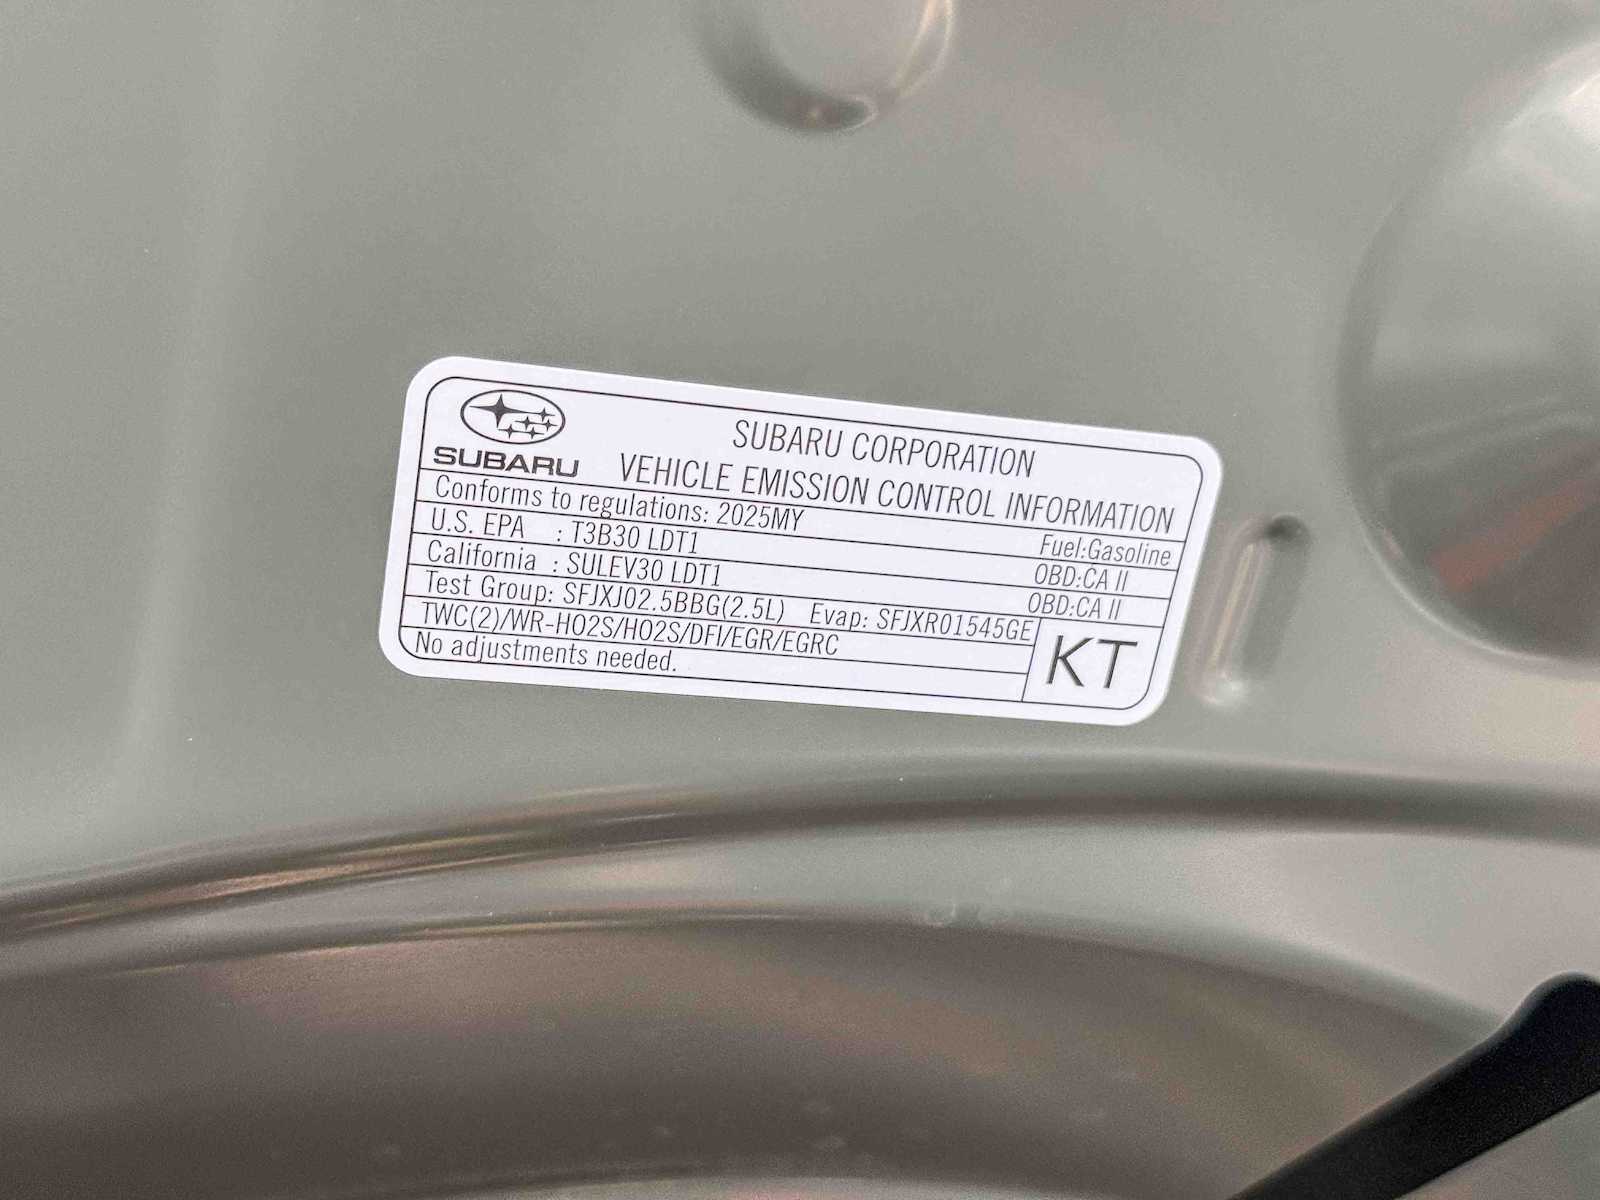 SUBARU
SUBARU CORPORATION
VEHICLE EMISSION CONTROL INFORMATION
Conforms to regulations: 2025MY
Fuel:Gasoline
U.S. EPA : T3B30 LDT1
OBD:CA II
California : SULEV30 LDT1
OBD:CA II
Test Group: SFJXJ02.5BBG(2.5L) Evap: SFJXR01545GE
TWC(2)/WR-HO2S/HO2S/DFI/EGR/EGRC
No adjustments needed.
KT